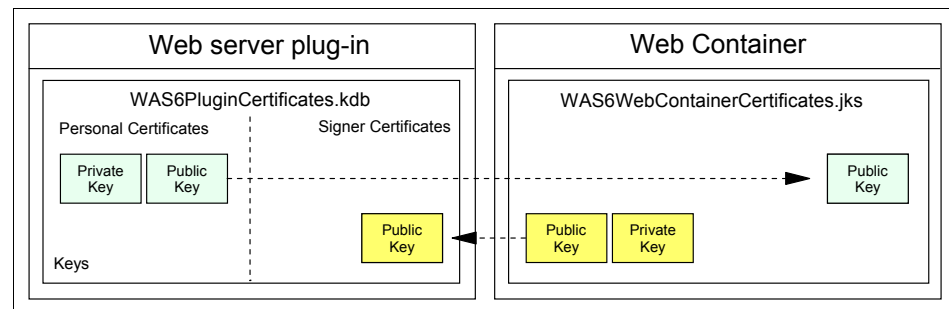 Web server plug-in
Web Container
WAS6PluginCertificates.kdb
WAS6WebContainerCertificates.jks
Personal Certificates
Signer Certificates
Private
Key
Public
Key
Public
Key
Public
Key
Public
Key
Private
Key
Keys